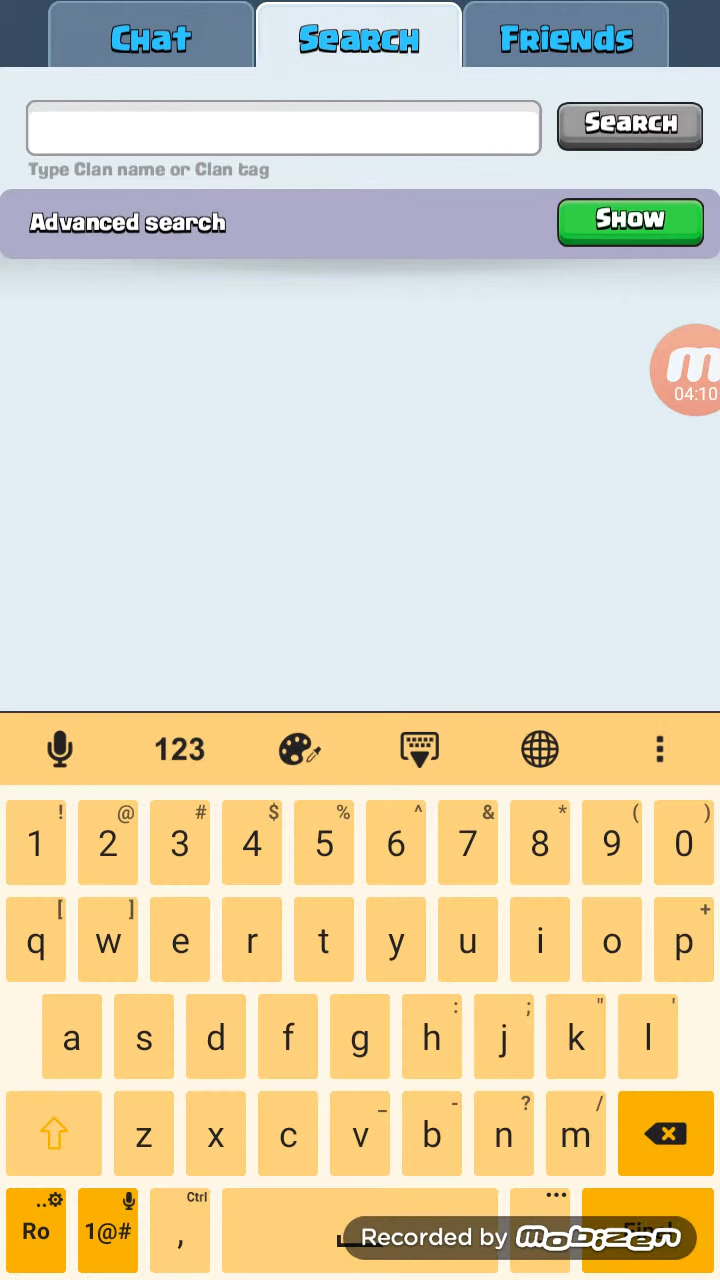 Chat Search Friends
Search
Type Clan name or Clan tag
Advanced search Show
m
04:10
123
! @ # $ % ^ & * ( )
1 2 3 4 5 6 7 8 9 0
[ ] +
q w e r t y u i o p
: ; " '
a s d f g h j k l
_ - ? /
z x c v b n m
.. Ctrl ...
Ro 1@# ,
Recorded by mobizen